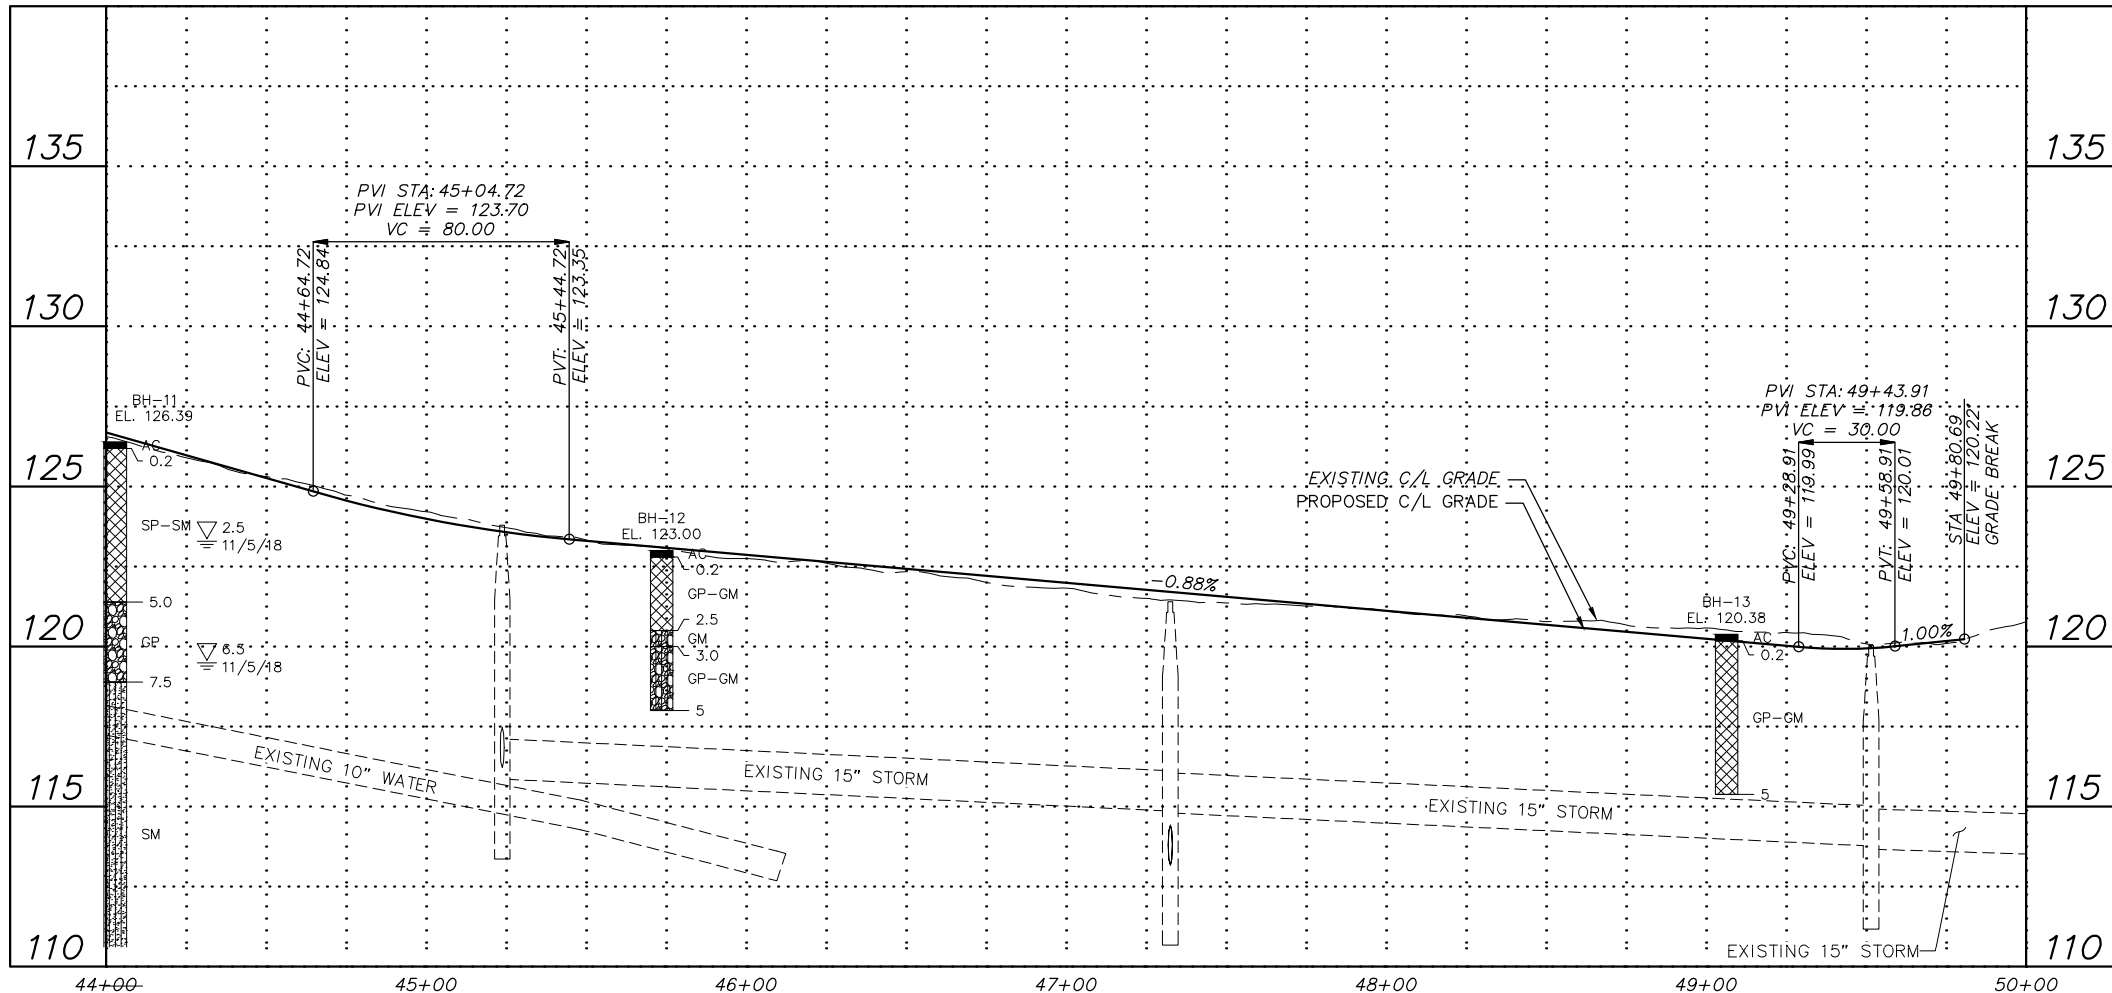 135
135
PVI STA: 45+04.72
PVI ELEV = 123.70
VC = 80.00
PVC: 44+64.72
ELEV = 124.84
PVT: 45+44.72
ELEV = 123.35
130
130
PVI STA: 49+43.91
PVI ELEV = 119.86
VC = 30.00
PVC: 49+28.91
ELEV = 119.99
PVT: 49+58.91
ELEV = 120.01
STA 49+80.69
ELEV = 120.22
GRADE BREAK
BH-11
EL. 126.39
AC
0.2
125
125
EXISTING C/L GRADE
PROPOSED C/L GRADE
SP-SM
2.5
11/5/18
BH-12
EL. 123.00
AC
0.2
GP-GM
2.5
GM
3.0
GP-GM
5
-0.88%
5.0
GP
6.5
11/5/18
7.5
BH-13
EL. 120.38
AC
0.2
1.00%
120
120
GP-GM
5
EXISTING 10" WATER
EXISTING 15" STORM
EXISTING 15" STORM
115
115
SM
EXISTING 15" STORM
110
110
44+00
45+00
46+00
47+00
48+00
49+00
50+00